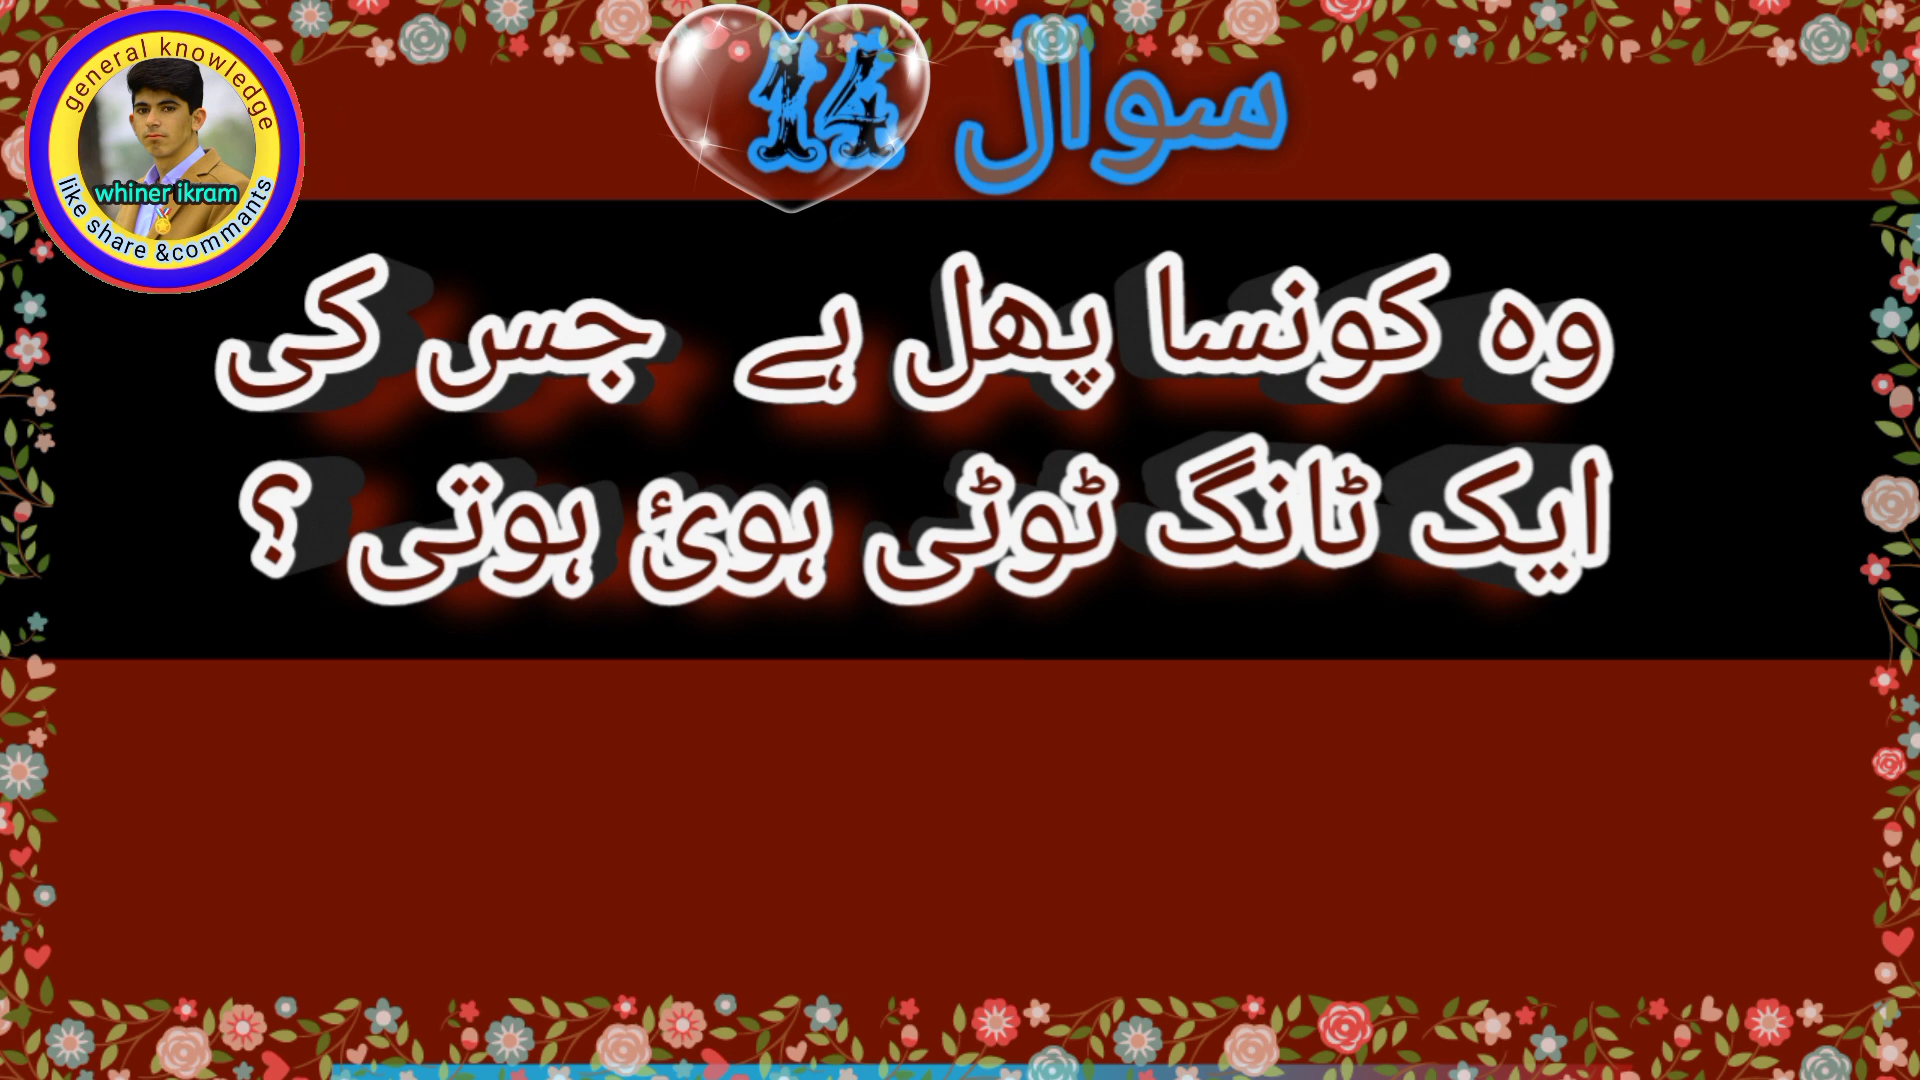 general knowledge
whiner ikram
like share &commants
سوال 14
وہ کونسا پھل ہے جس کی
ایک ٹانگ ٹوٹی ہوئ ہوتی ؟